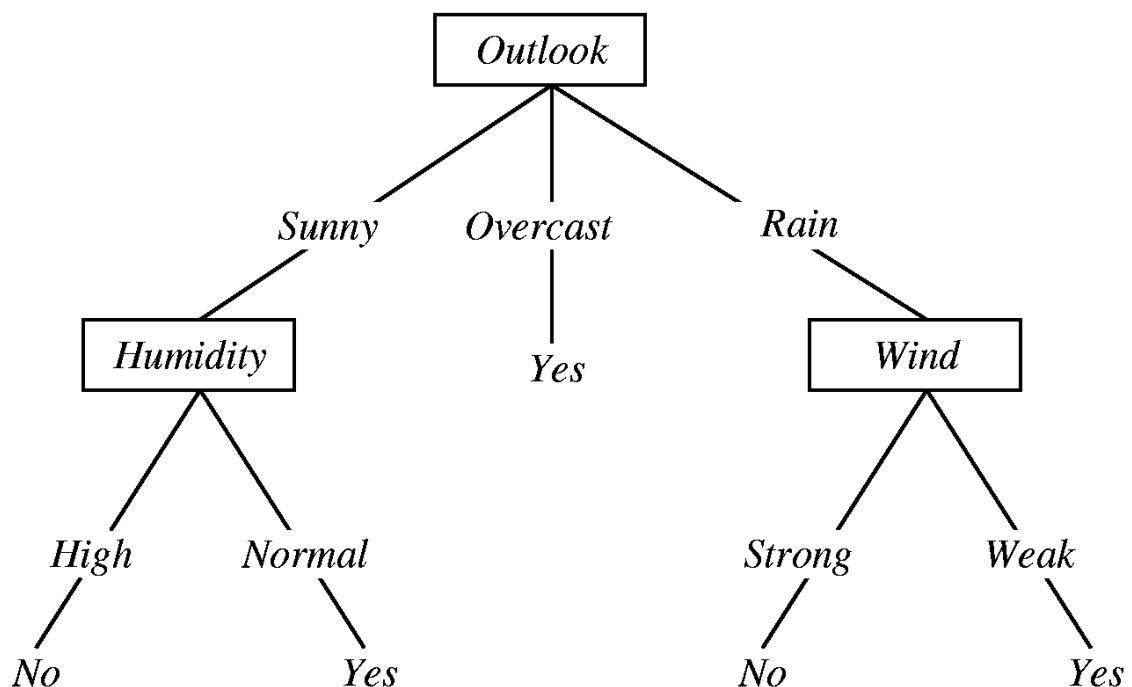 Outlook
Sunny Overcast Rain
Humidity Yes Wind
High Normal Strong Weak
No Yes No Yes